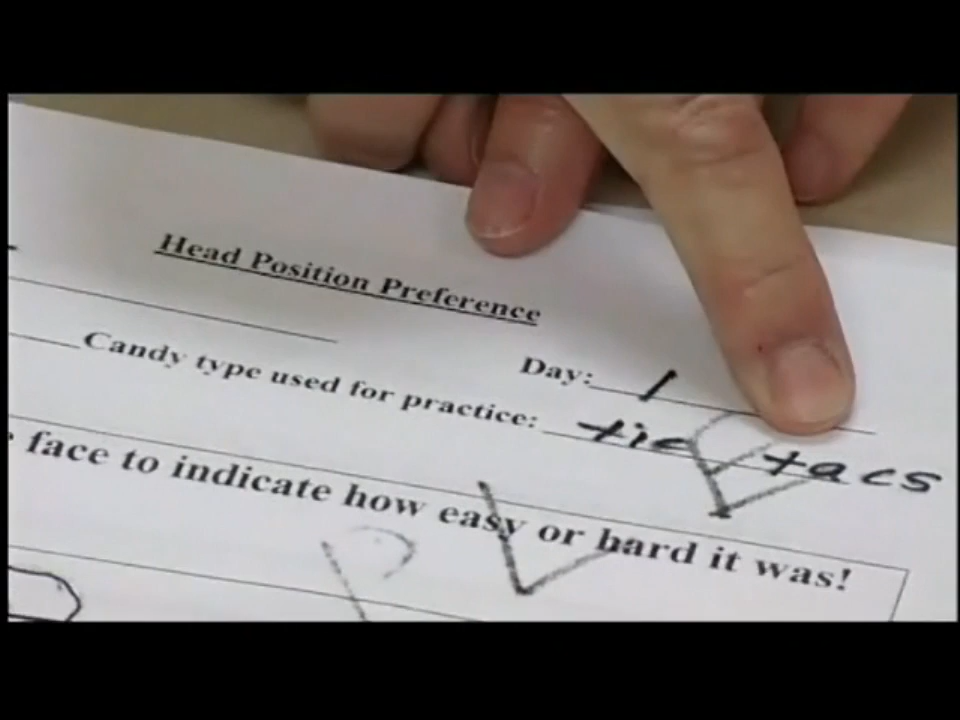 Head Position Preference
Day: 1
Candy type used for practice: tic tacs
face to indicate how easy or hard it was!
P L E